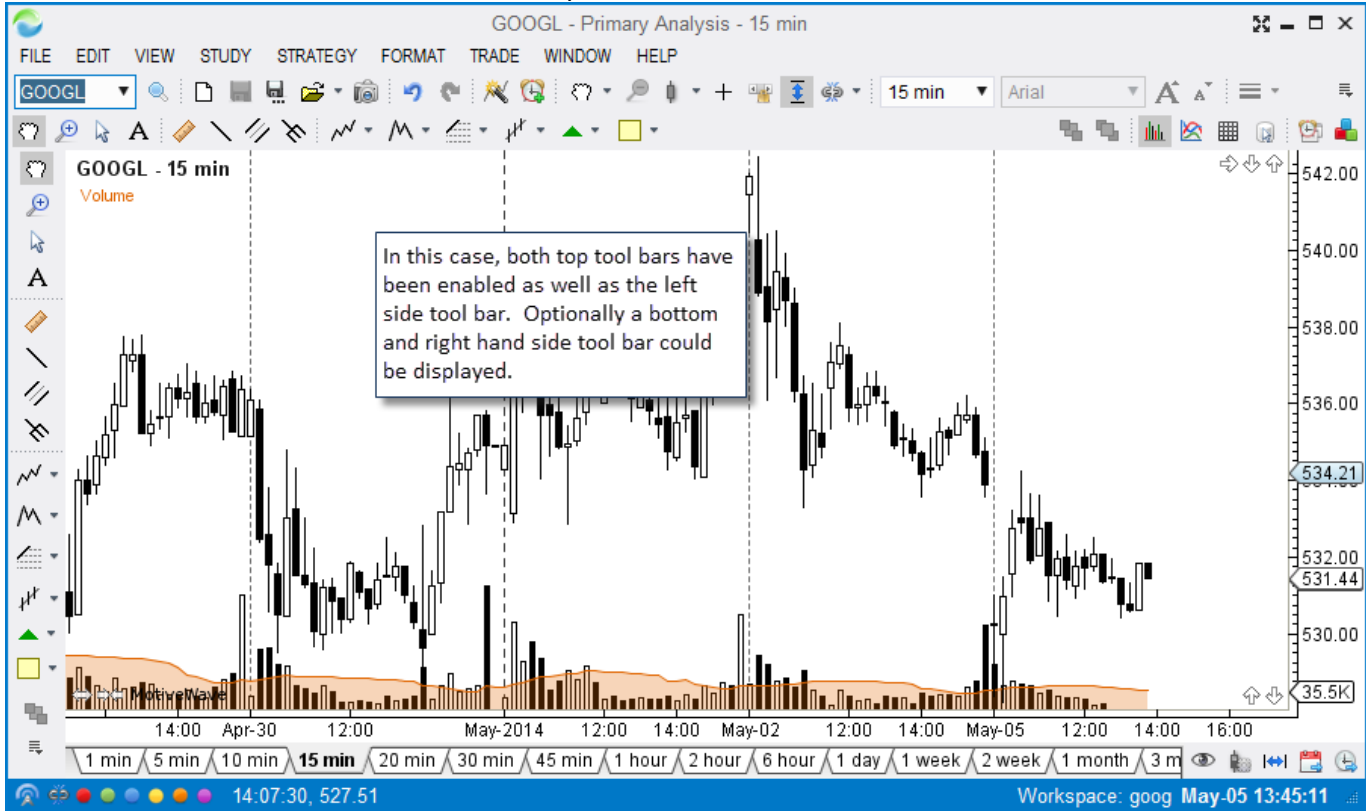 GOOGL - Primary Analysis - 15 min
FILE EDIT VIEW STUDY STRATEGY FORMAT TRADE WINDOW HELP
GOOGL 15 min Arial A A
A
GOOGL - 15 min
Volume
A
In this case, both top tool bars have
been enabled as well as the left
side tool bar.  Optionally a bottom
and right hand side tool bar could
be displayed.
542.00
540.00
538.00
536.00
534.21
534.00
532.00
531.44
530.00
35.5K
MotiveWave
14:00 Apr-30 12:00 May-2014 12:00 14:00 May-02 12:00 14:00 May-05 12:00 14:00 16:00
1 min 5 min 10 min 15 min 20 min 30 min 45 min 1 hour 2 hour 6 hour 1 day 1 week 2 week 1 month 3 m
14:07:30, 527.51 Workspace: goog May-05 13:45:11